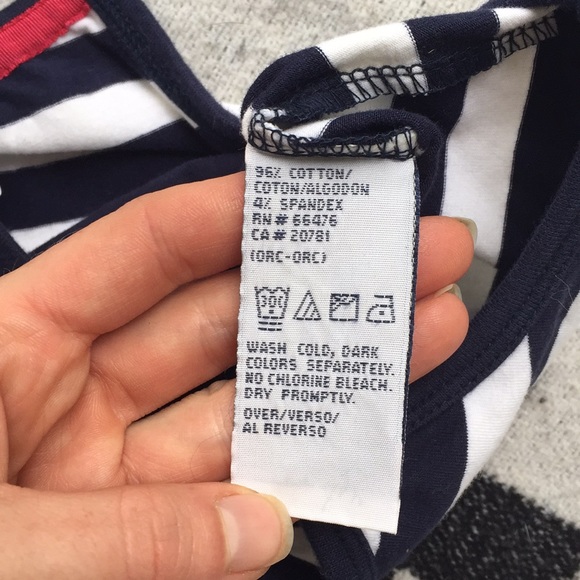 96% COTTON/
COTON/ALGODON
4% SPANDEX
RN# 66476
CA# 20781
(ORC-ORC)
30C
WASH COLD, DARK
COLORS SEPARATELY.
NO CHLORINE BLEACH.
DRY PROMPTLY.
OVER/VERSO/
AL REVERSO